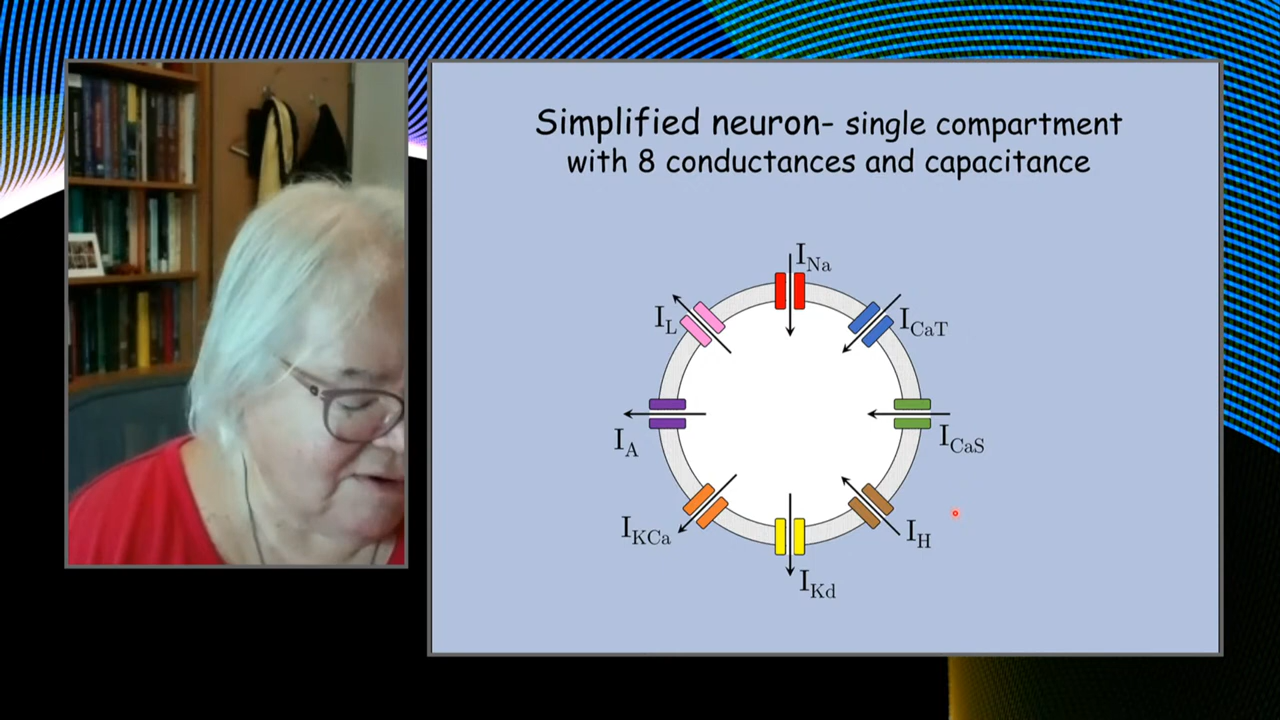 Simplified neuron- single compartment
with 8 conductances and capacitance
I_Na
I_L
I_CaT
I_A
I_CaS
I_KCa
I_H
I_Kd